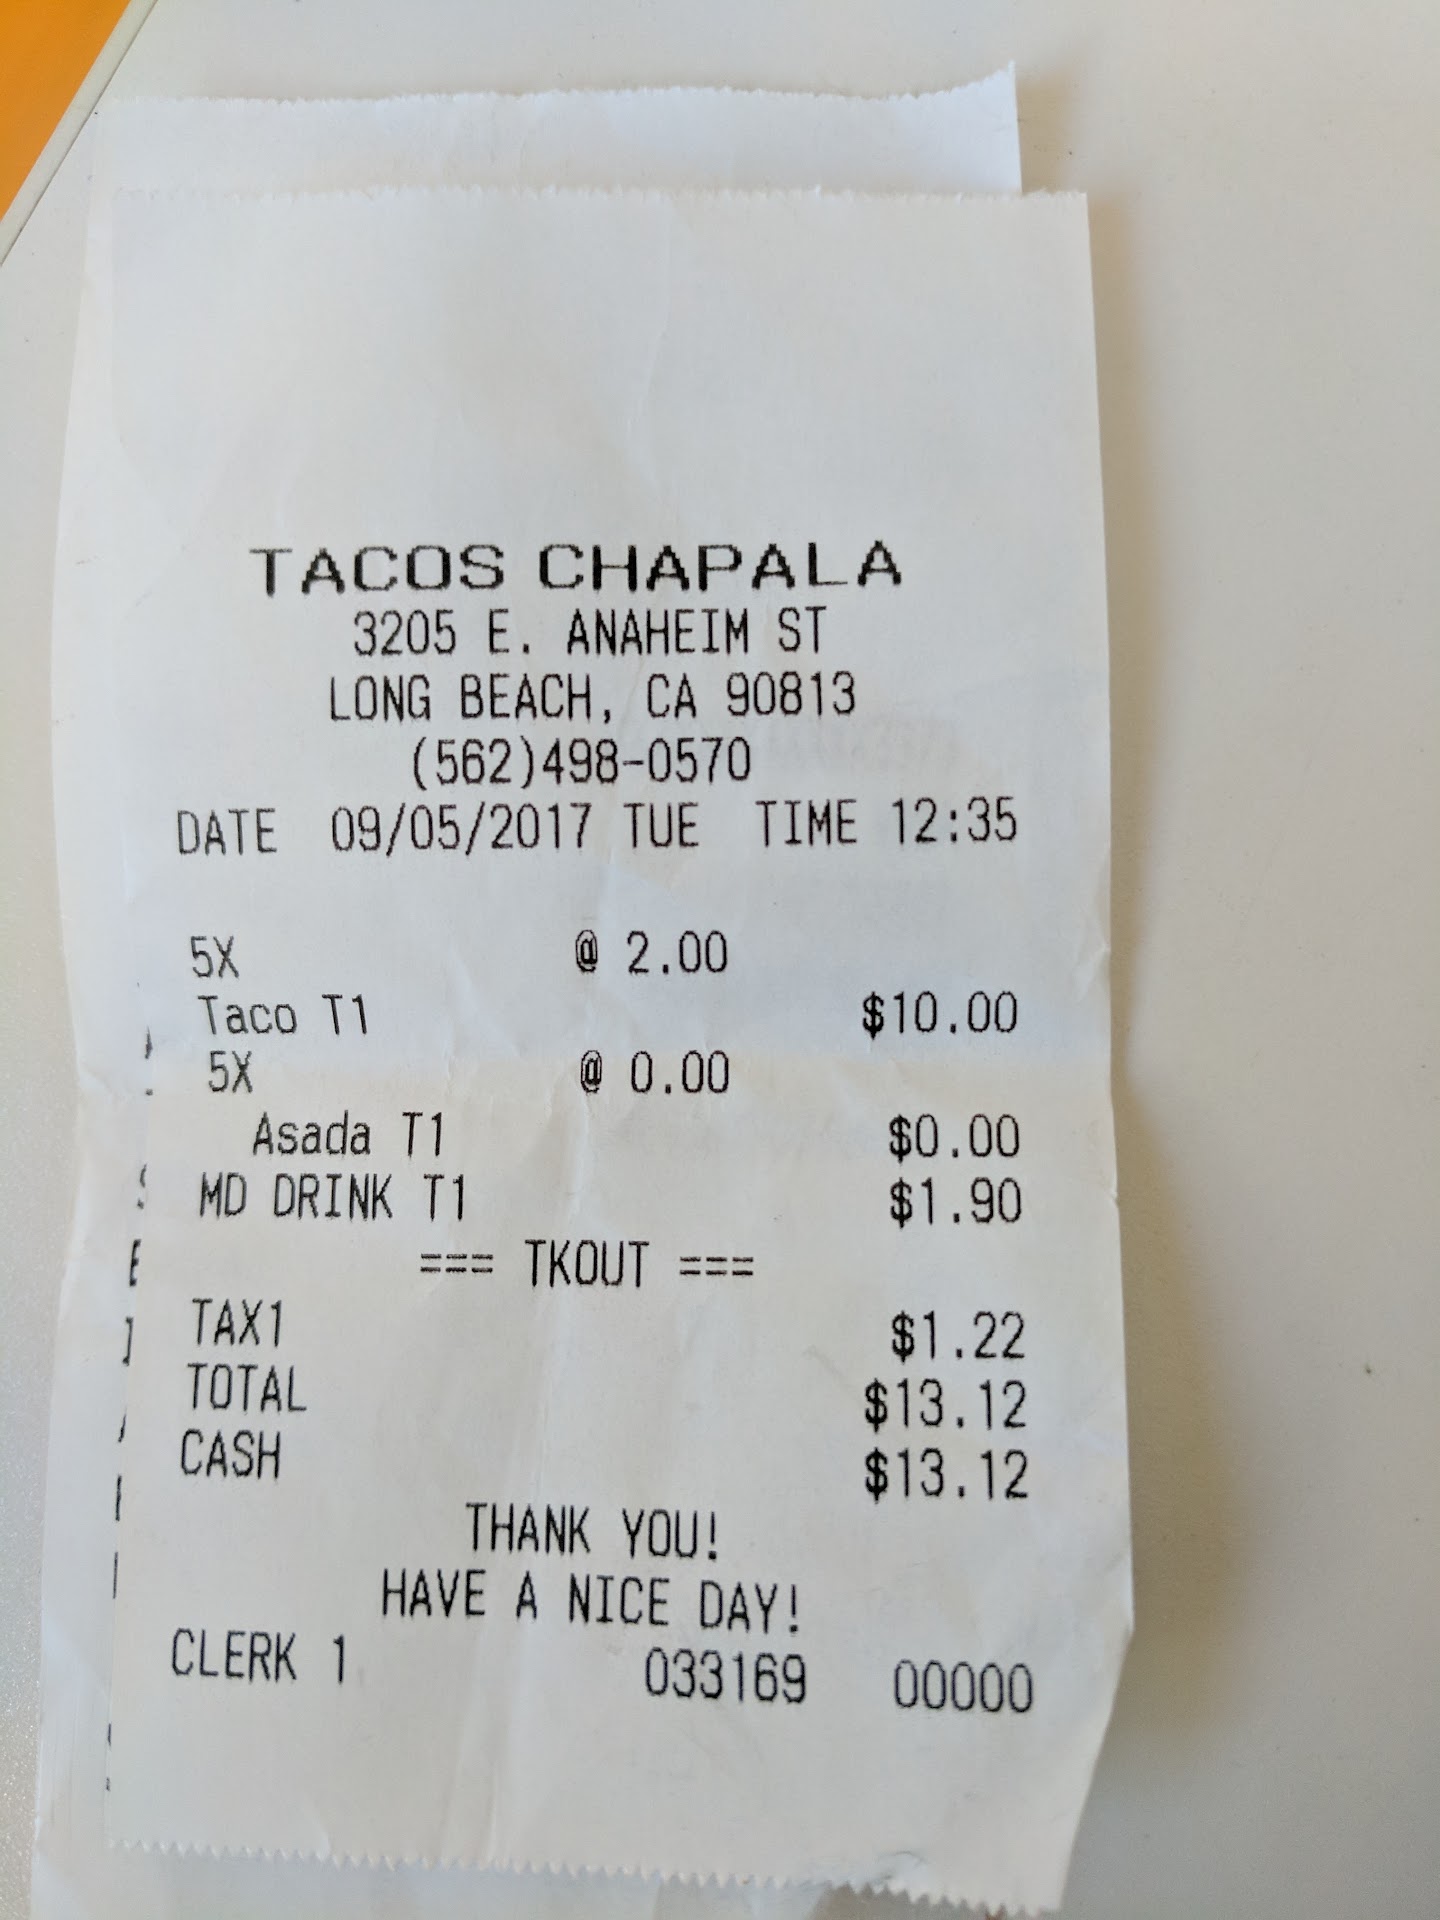 TACOS CHAPALA
3205 E. ANAHEIM ST
LONG BEACH, CA 90813
(562)498-0570
DATE 09/05/2017 TUE TIME 12:35
5X @ 2.00
Taco T1 $10.00
5X @ 0.00
Asada T1 $0.00
MD DRINK T1 $1.90
=== TKOUT ===
TAX1 $1.22
TOTAL $13.12
CASH $13.12
THANK YOU!
HAVE A NICE DAY!
CLERK 1 033169 00000